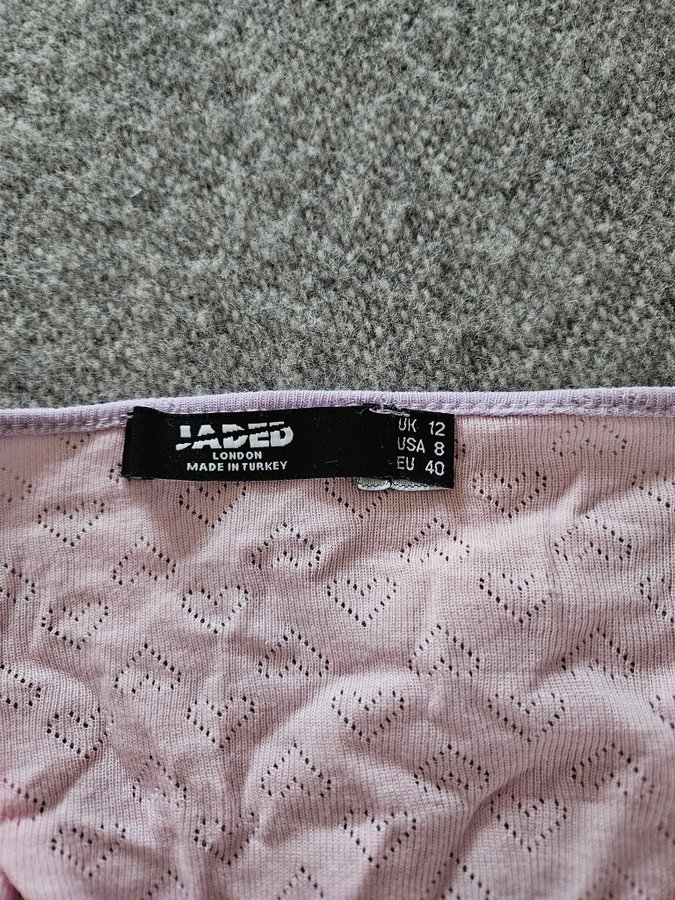 JADED
LONDON
MADE IN TURKEY
UK 12
USA 8
EU 40